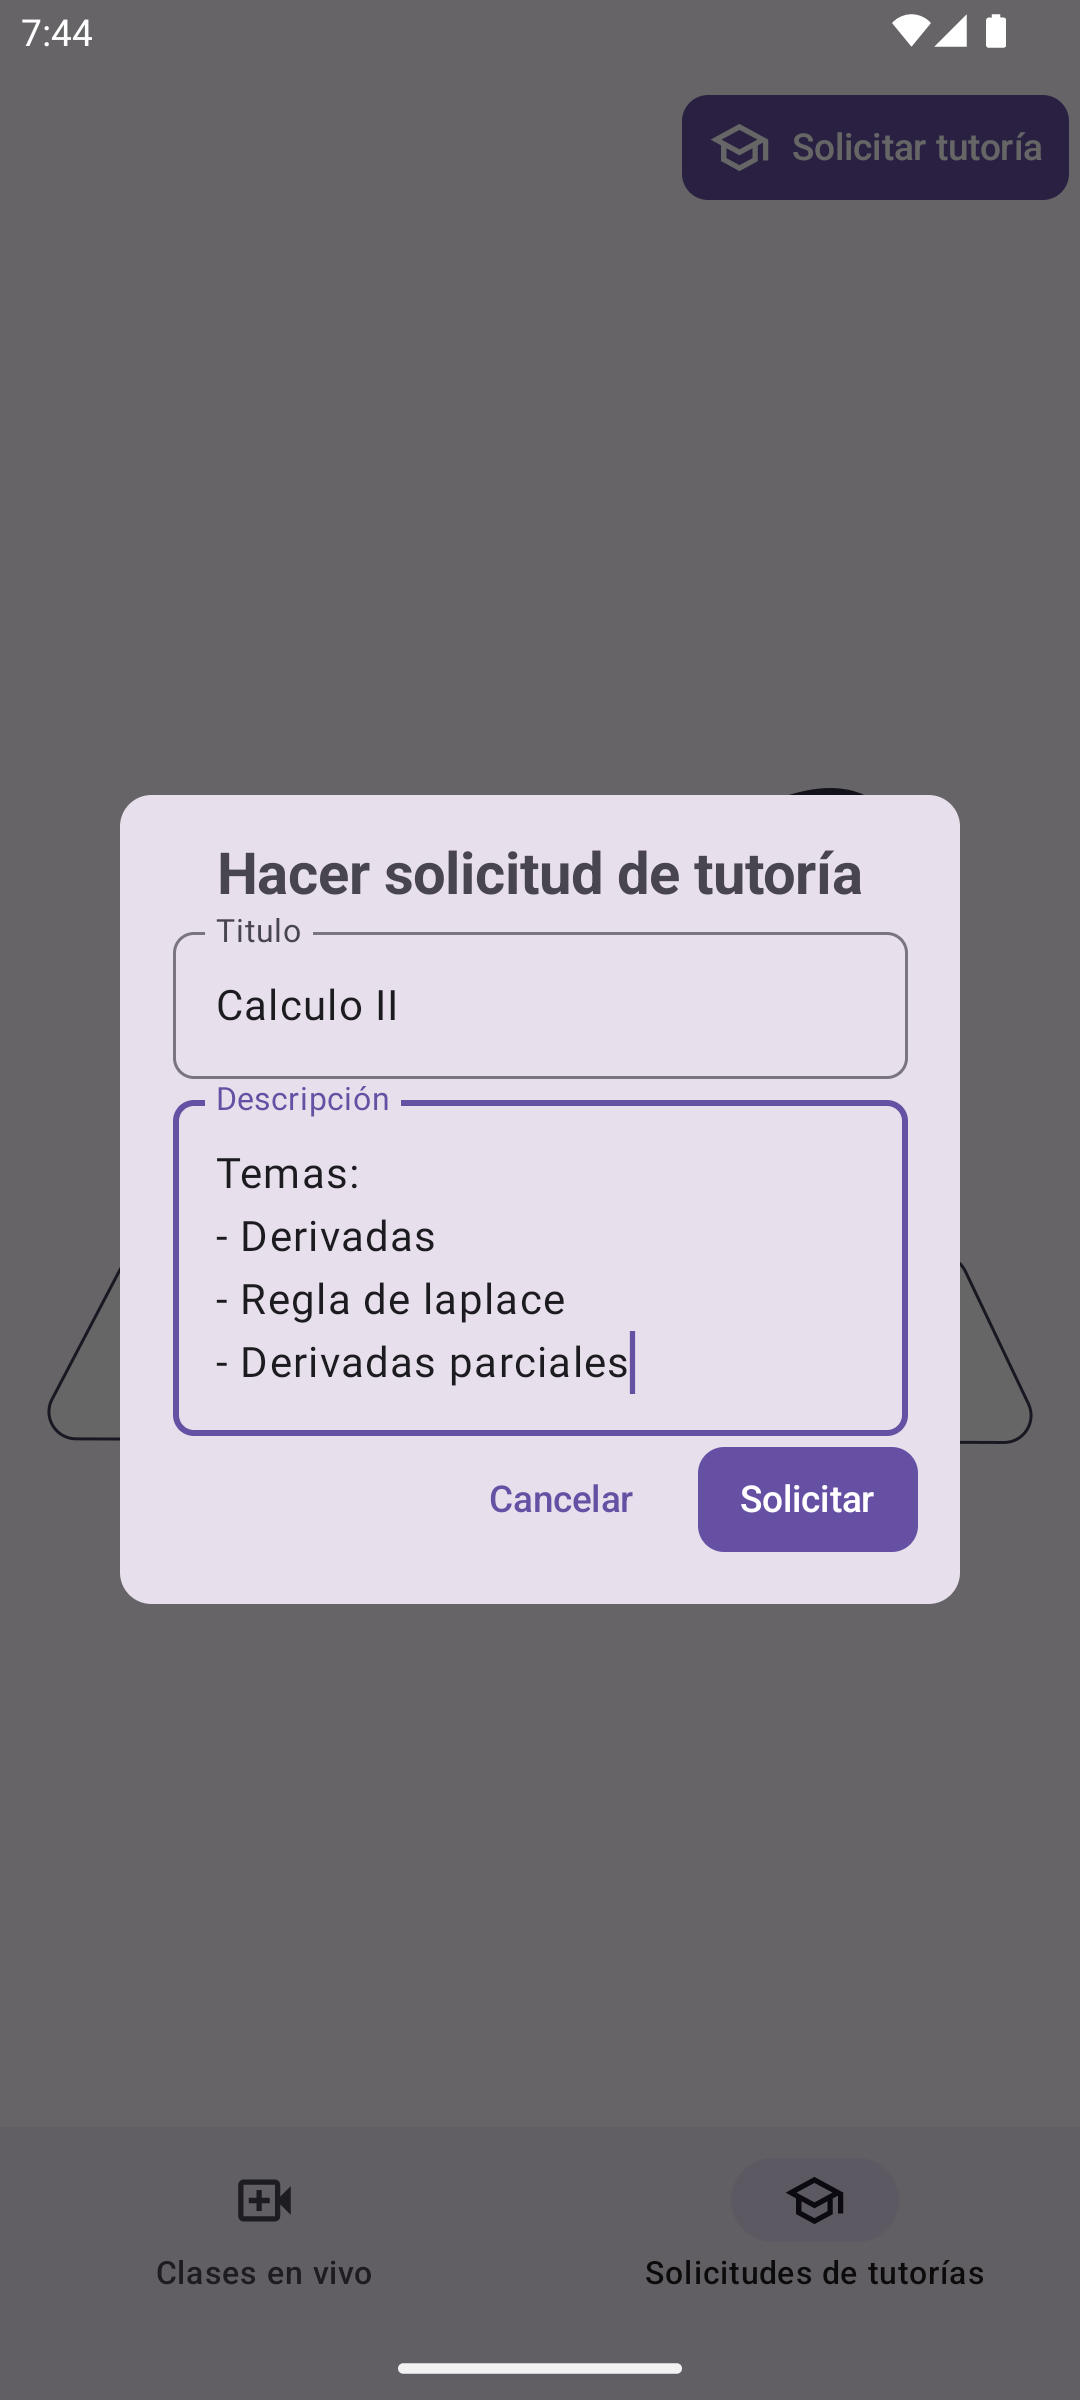 7:44
Solicitar tutoría
Hacer solicitud de tutoría
Titulo
Calculo II
Descripción
Temas:
- Derivadas
- Regla de laplace
- Derivadas parciales
Cancelar
Solicitar
Clases en vivo
Solicitudes de tutorías